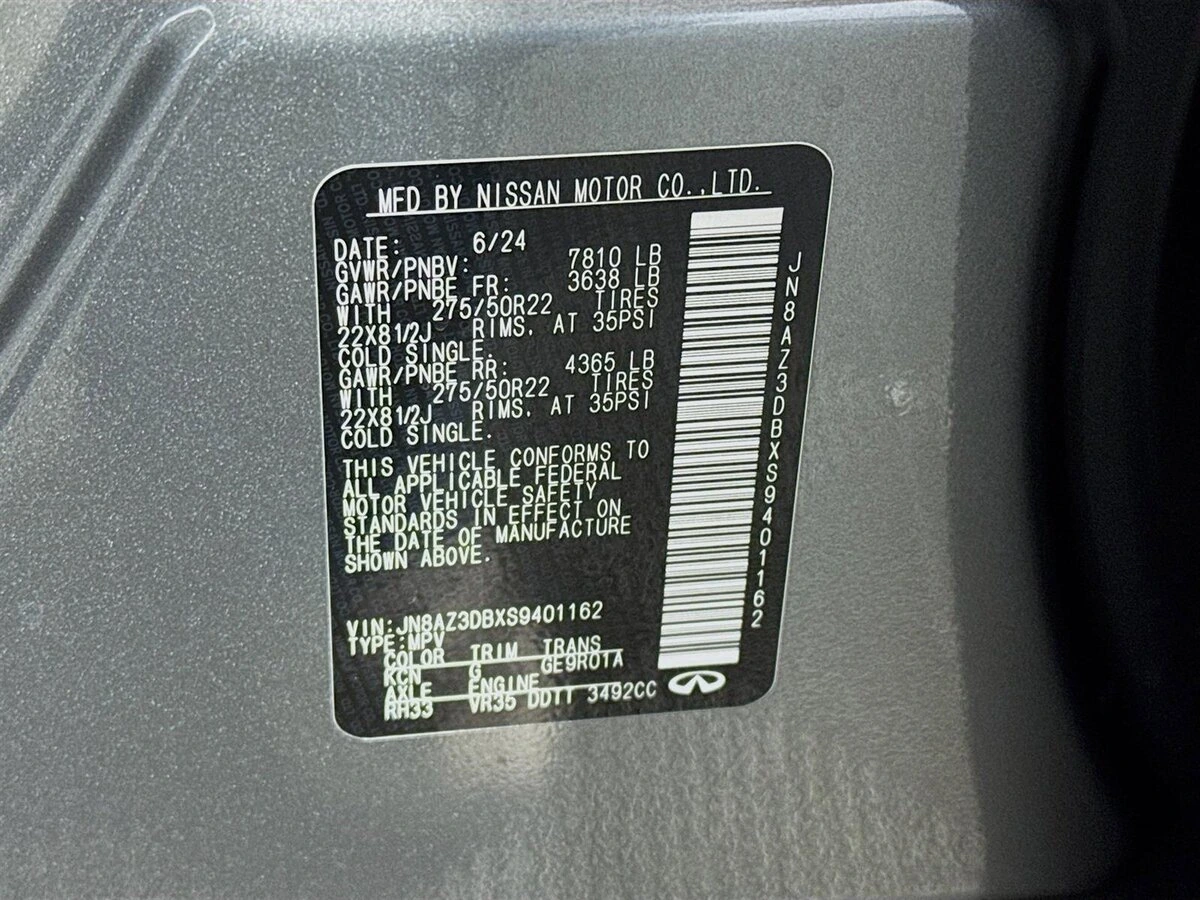 MFD BY NISSAN MOTOR CO.,LTD.
DATE: 6/24
GVWR/PNBV: 7810 LB
GAWR/PNBE FR: 3638 LB
WITH 275/50R22 TIRES
22X81/2J RIMS, AT 35PSI
COLD SINGLE.
GAWR/PNBE RR: 4365 LB
WITH 275/50R22 TIRES
22X81/2J RIMS, AT 35PSI
COLD SINGLE.
THIS VEHICLE CONFORMS TO
ALL APPLICABLE FEDERAL
MOTOR VEHICLE SAFETY
STANDARDS IN EFFECT ON
THE DATE OF MANUFACTURE
SHOWN ABOVE.
VIN:JN8AZ3DBXS9401162
TYPE:MPV
COLOR TRIM TRANS
KCN G GE9R01A
AXLE ENGINE
RH33 VR35 DDTT 3492CC
JN8AZ3DBXS9401162